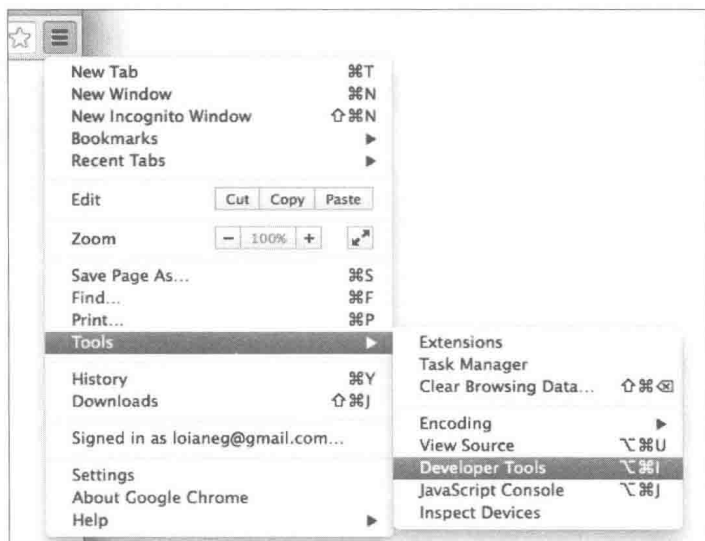 New Tab ⌘T
New Window ⌘N
New Incognito Window ⇧⌘N
Bookmarks ▶
Recent Tabs ▶
Edit Cut Copy Paste
Zoom − 100% +
Save Page As... ⌘S
Find... ⌘F
Print... ⌘P
Tools ▶
History ⌘Y
Downloads ⇧⌘J
Signed in as loianeg@gmail.com...
Settings
About Google Chrome
Help ▶
Extensions
Task Manager
Clear Browsing Data... ⇧⌘⌫
Encoding ▶
View Source ⌥⌘U
Developer Tools ⌥⌘I
JavaScript Console ⌥⌘J
Inspect Devices